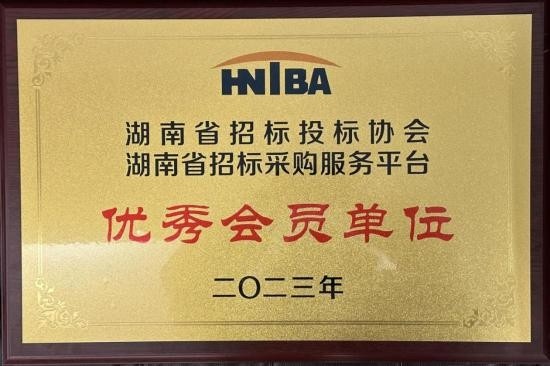 HNIBA
湖南省招标投标协会
湖南省招标采购服务平台
优秀会员单位
二〇二三年